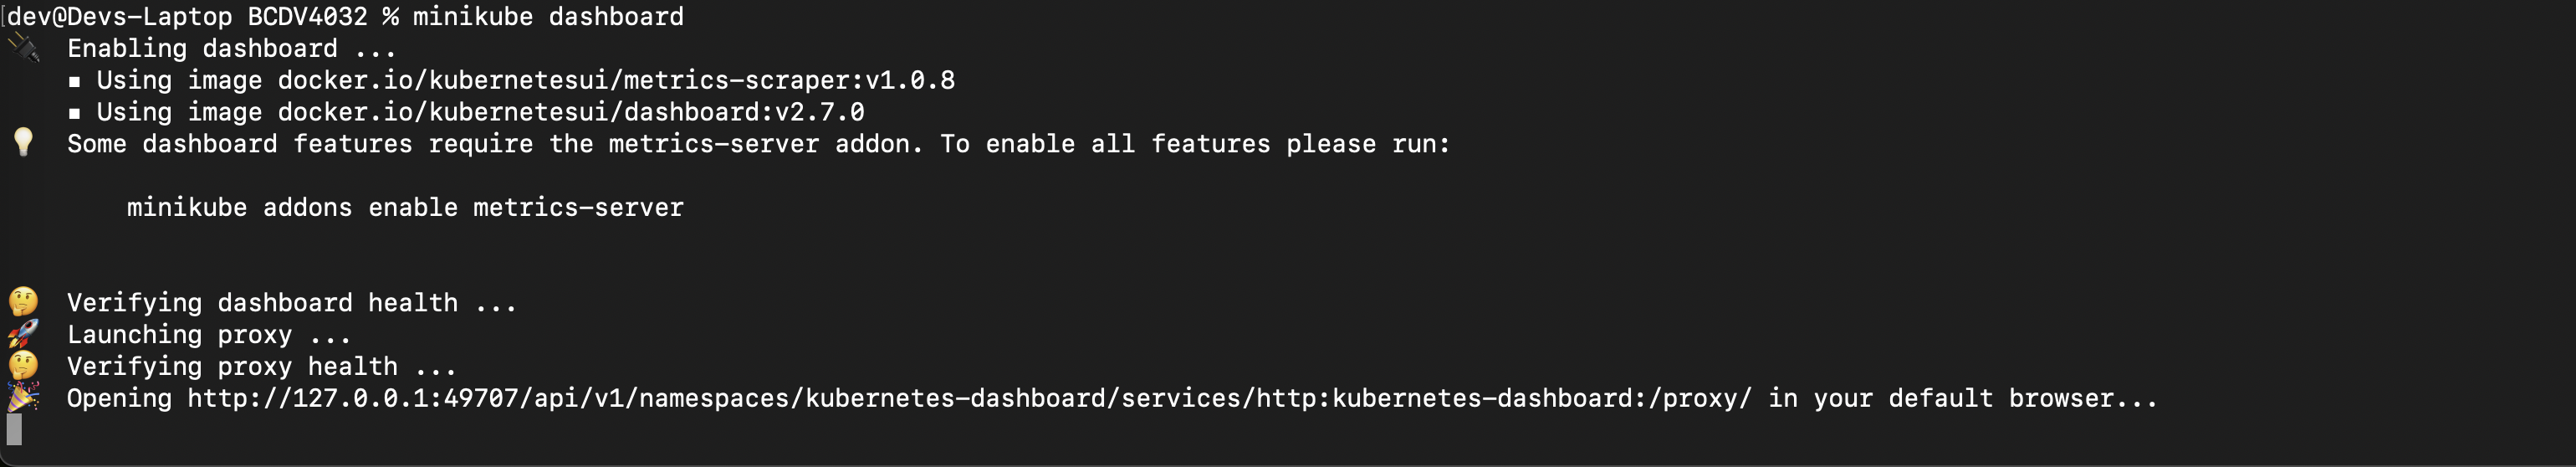 [dev@Devs-Laptop BCDV4032 % minikube dashboard
🔌 Enabling dashboard ...
▪ Using image docker.io/kubernetesui/metrics-scraper:v1.0.8
▪ Using image docker.io/kubernetesui/dashboard:v2.7.0
💡 Some dashboard features require the metrics-server addon. To enable all features please run:
minikube addons enable metrics-server
🤔 Verifying dashboard health ...
🚀 Launching proxy ...
🤔 Verifying proxy health ...
🎉 Opening http://127.0.0.1:49707/api/v1/namespaces/kubernetes-dashboard/services/http:kubernetes-dashboard:/proxy/ in your default browser...